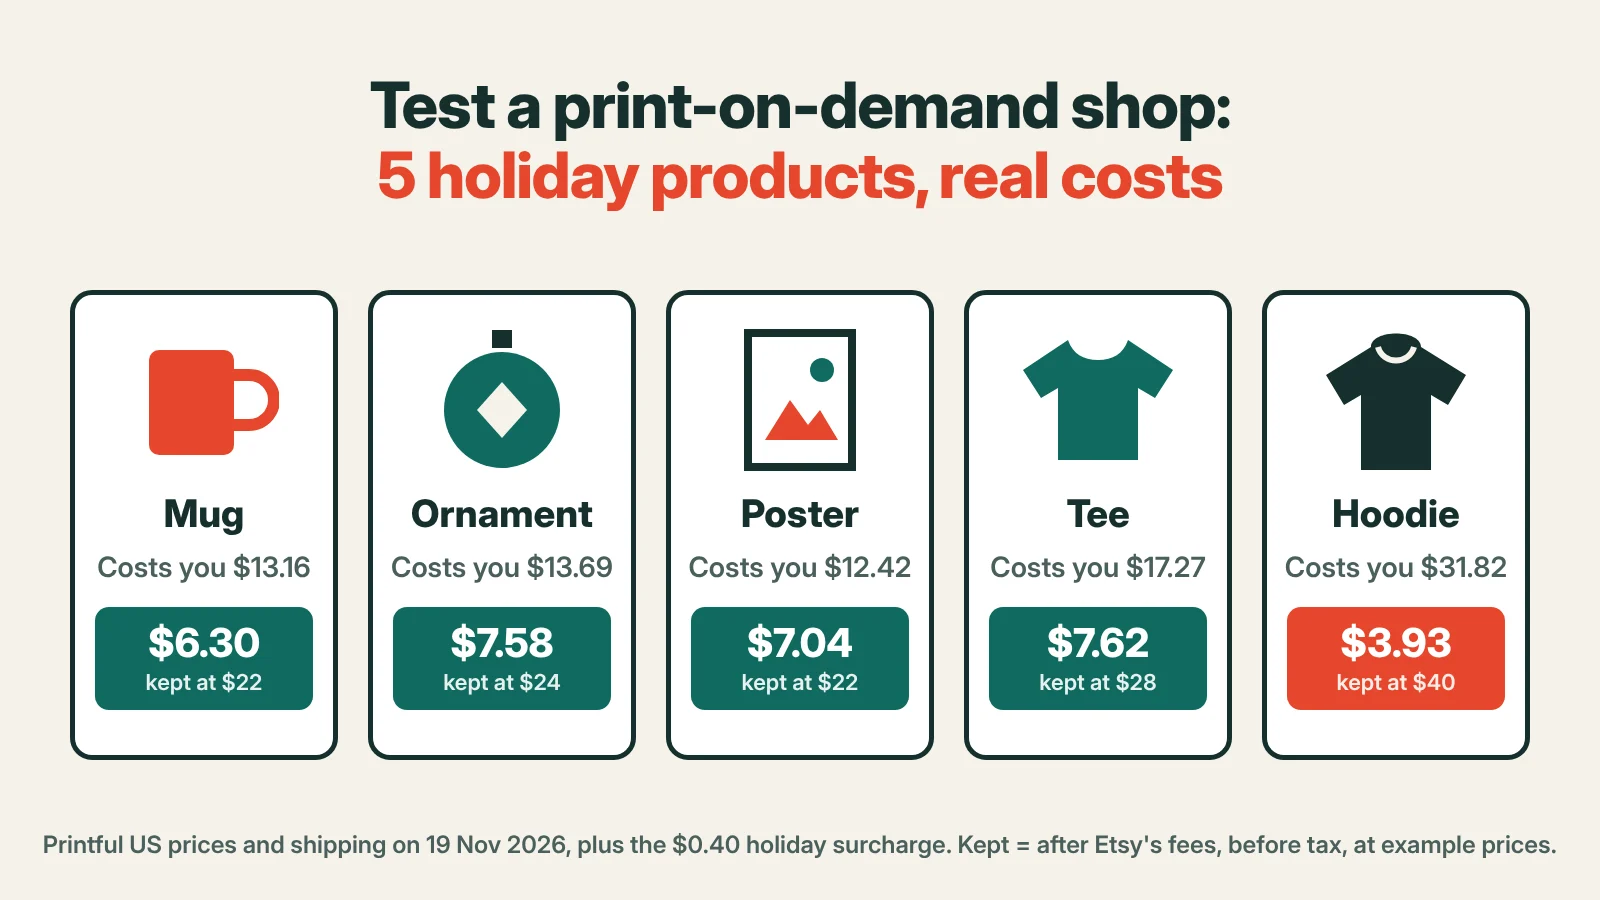 Test a print-on-demand shop:
5 holiday products, real costs
Mug
Costs you $13.16
$6.30
kept at $22
Ornament
Costs you $13.69
$7.58
kept at $24
Poster
Costs you $12.42
$7.04
kept at $22
Tee
Costs you $17.27
$7.62
kept at $28
Hoodie
Costs you $31.82
$3.93
kept at $40
Printful US prices and shipping on 19 Nov 2026, plus the $0.40 holiday surcharge. Kept = after Etsy's fees, before tax, at example prices.